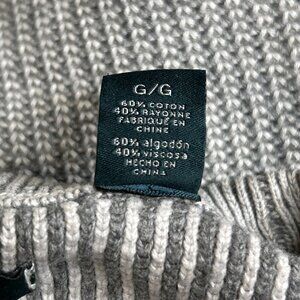 G/G
60% COTON
40% RAYONNE
FABRIQUÉ EN
CHINE
60% algodón
40% viscosa
HECHO EN
CHINA